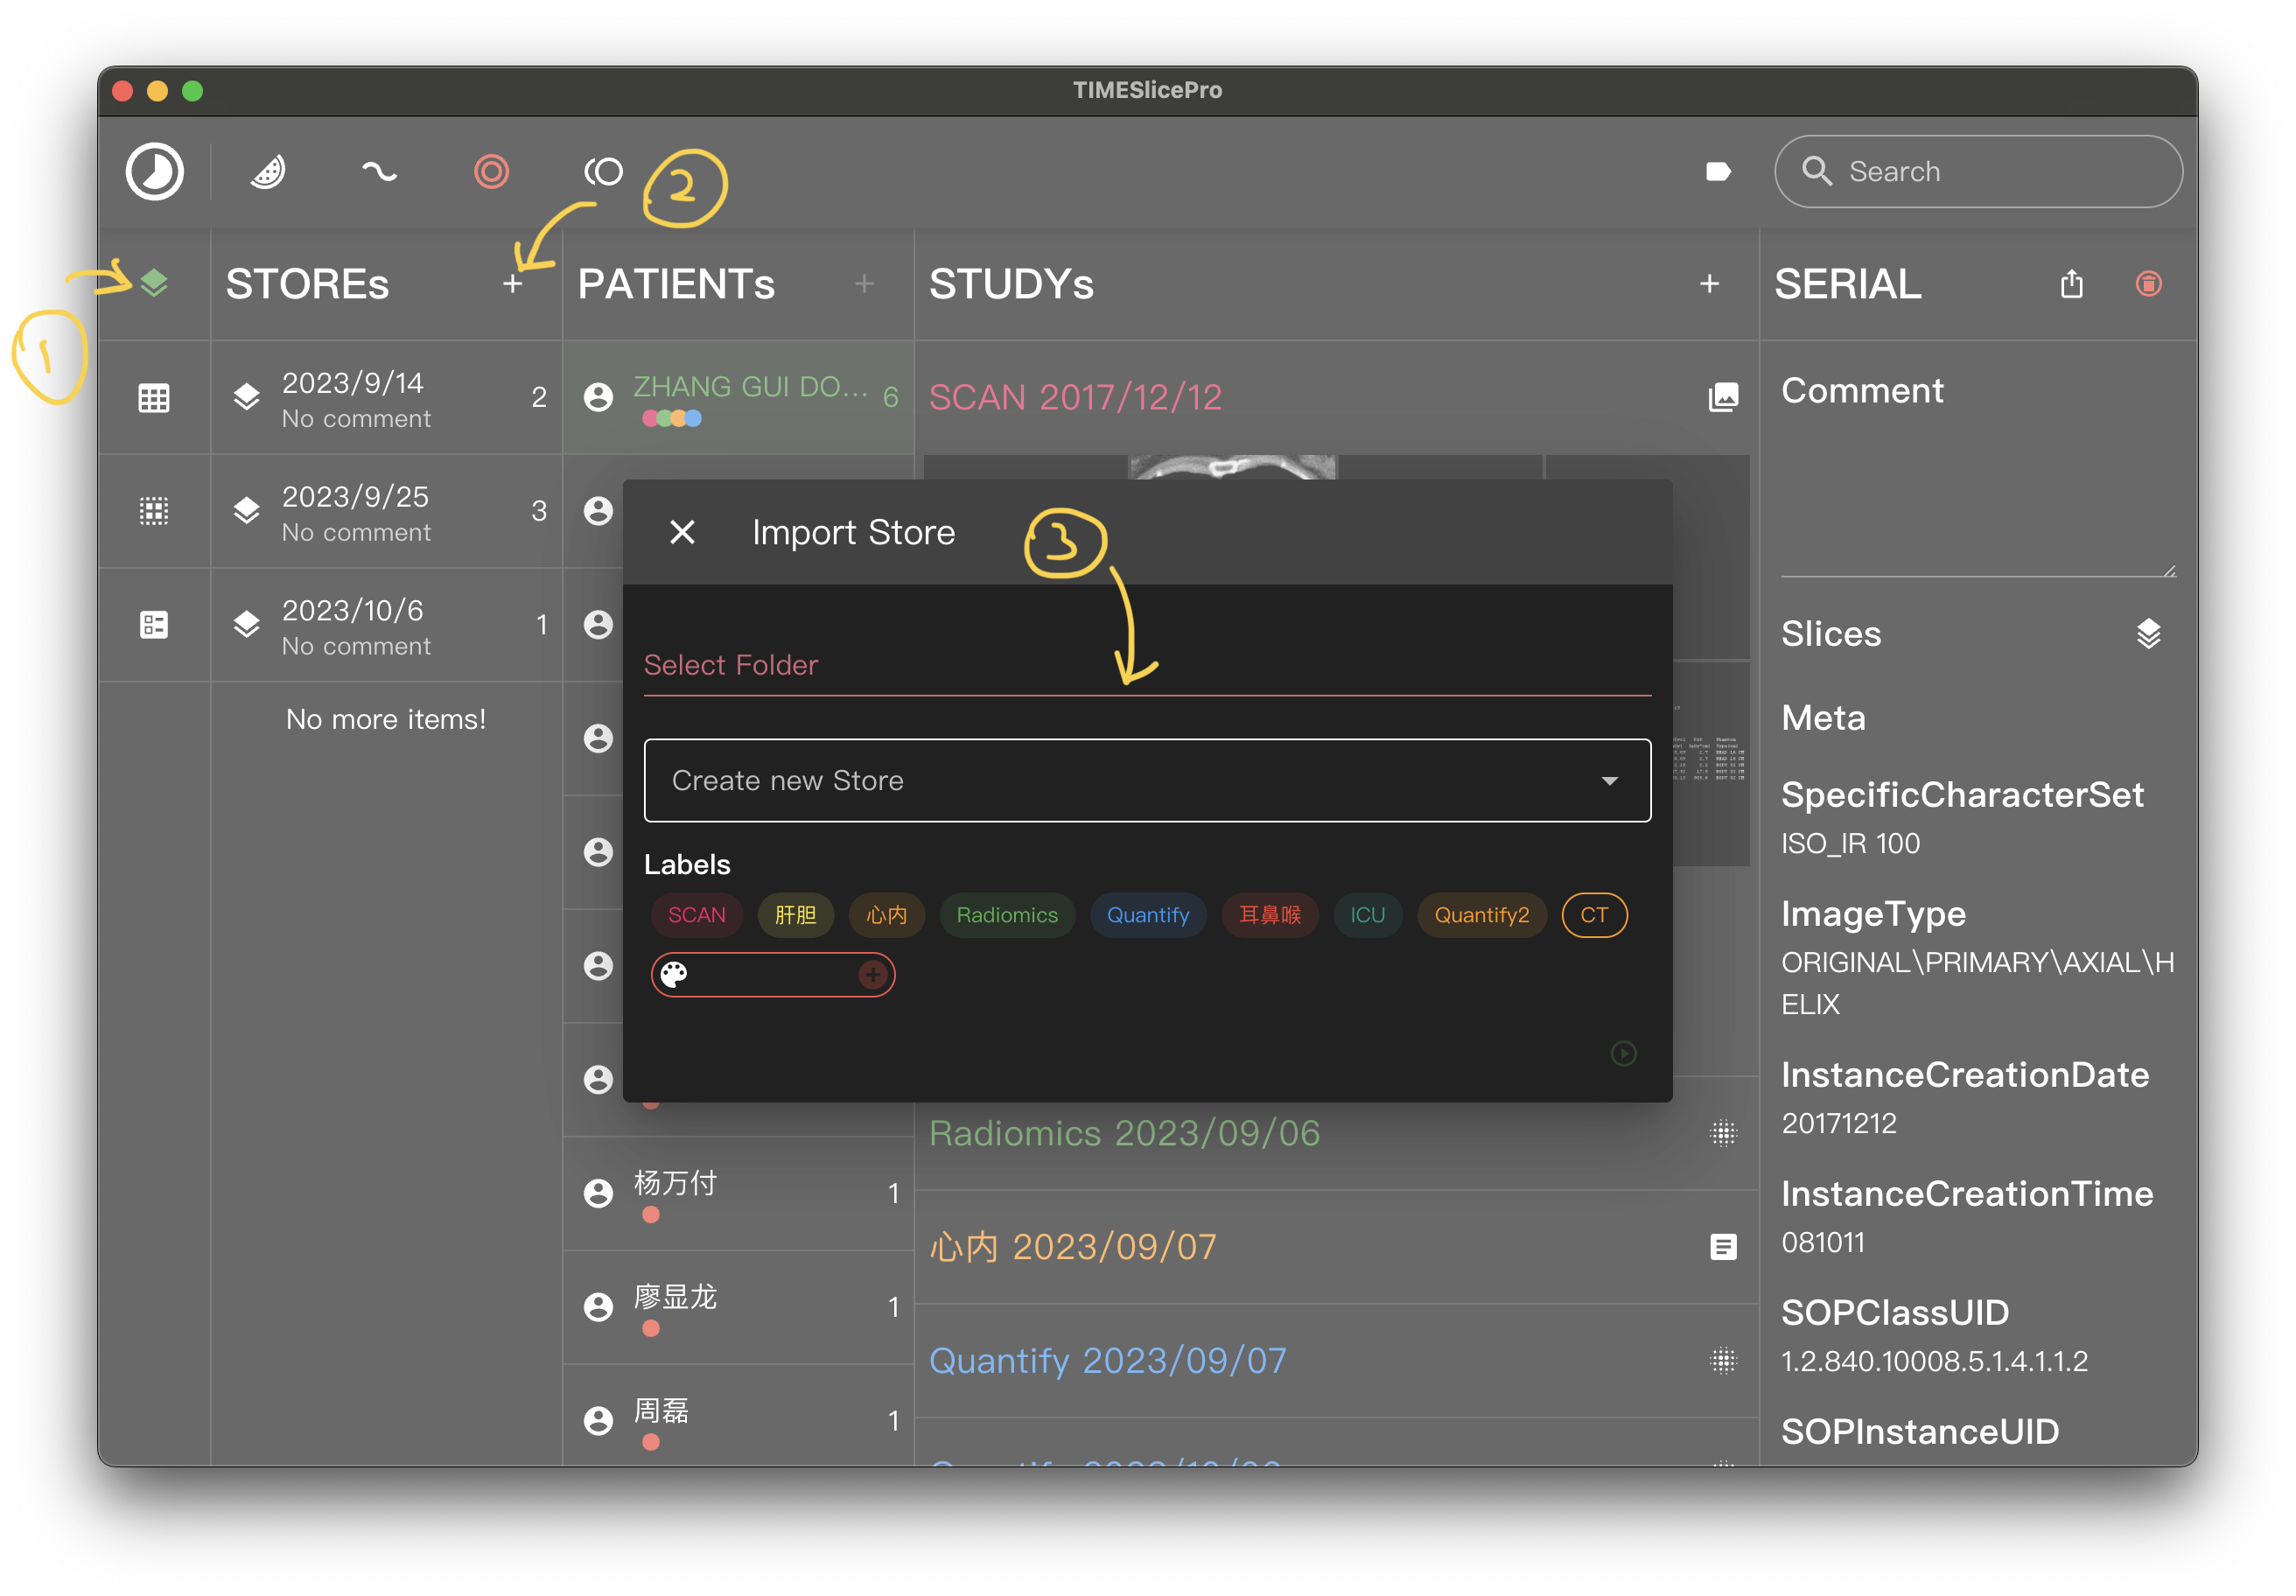 TIMESlicePro
2
Search
1
STOREs
PATIENTs
STUDYs
SERIAL
2023/9/14
No comment
2
2023/9/25
No comment
3
2023/10/6
No comment
1
No more items!
ZHANG GUI DO...
6
SCAN 2017/12/12
Import Store
3
Select Folder
Create new Store
Labels
SCAN 肝胆 心内 Radiomics Quantify 耳鼻喉 ICU Quantify2 CT
杨万付
1
廖显龙
1
周磊
1
Radiomics 2023/09/06
心内 2023/09/07
Quantify 2023/09/07
Comment
Slices
Meta
SpecificCharacterSet
ISO_IR 100
ImageType
ORIGINAL\PRIMARY\AXIAL\H
ELIX
InstanceCreationDate
20171212
InstanceCreationTime
081011
SOPClassUID
1.2.840.10008.5.1.4.1.1.2
SOPInstanceUID